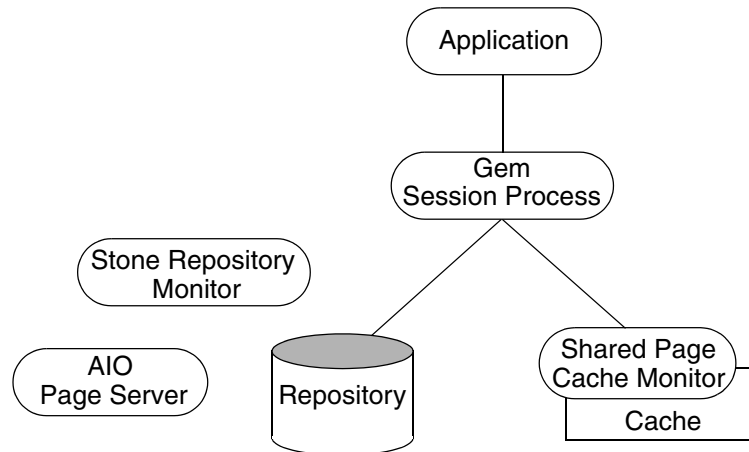 Application
Gem
Session Process
Stone Repository
Monitor
AIO
Page Server
Repository
Shared Page
Cache Monitor
Cache